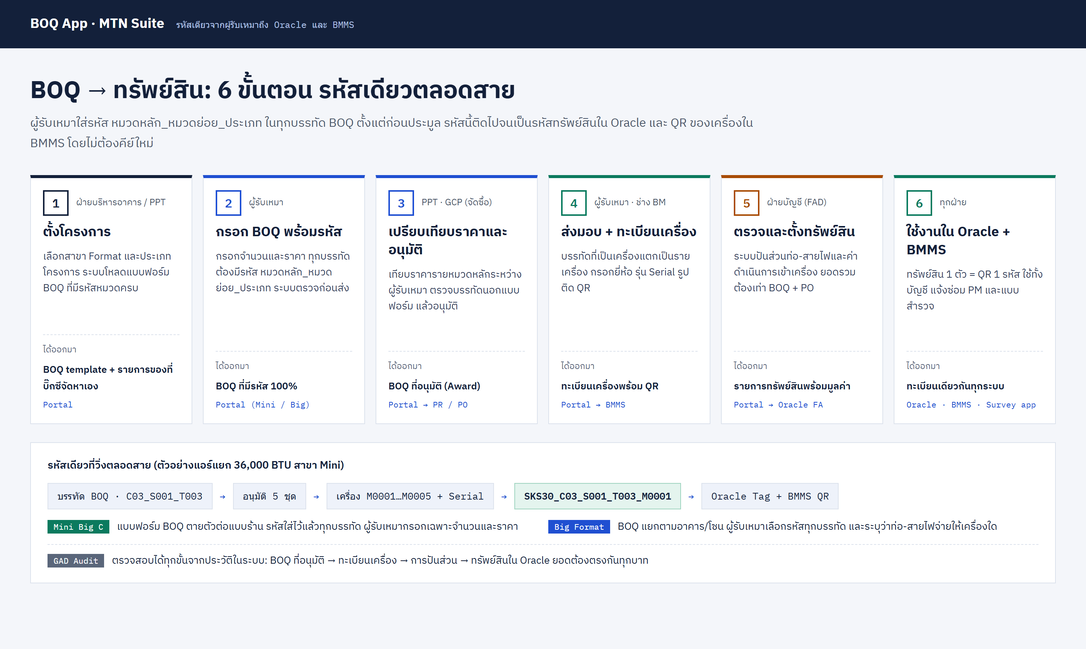 BOQ App · MTN Suite รหัสเดียวจากผู้รับเหมาถึง Oracle และ BMMS
BOQ → ทรัพย์สิน: 6 ขั้นตอน รหัสเดียวตลอดสาย
ผู้รับเหมาใส่รหัส หมวดหลัก_หมวดย่อย_ประเภท ในทุกบรรทัด BOQ ตั้งแต่ก่อนประมูล รหัสนี้ติดไปจนเป็นรหัสทรัพย์สินใน Oracle และ QR ของเครื่องใน
BMMS โดยไม่ต้องคีย์ใหม่
1 ฝ่ายบริหารอาคาร / PPT
ตั้งโครงการ
เลือกสาขา Format และประเภท
โครงการ ระบบโหลดแบบฟอร์ม
BOQ ที่มีรหัสหมวดครบ
ได้ออกมา
BOQ template + รายการของที่
บิ๊กซีจัดหาเอง
Portal
2 ผู้รับเหมา
กรอก BOQ พร้อมรหัส
กรอกจำนวนและราคา ทุกบรรทัด
ต้องมีรหัส หมวดหลัก_หมวด
ย่อย_ประเภท ระบบตรวจก่อนส่ง
ได้ออกมา
BOQ ที่มีรหัส 100%
Portal (Mini / Big)
3 PPT · GCP (จัดซื้อ)
เปรียบเทียบราคาและ
อนุมัติ
เทียบราคารายหมวดหลักระหว่าง
ผู้รับเหมา ตรวจบรรทัดนอกแบบ
ฟอร์ม แล้วอนุมัติ
ได้ออกมา
BOQ ที่อนุมัติ (Award)
Portal → PR / PO
4 ผู้รับเหมา · ช่าง BM
ส่งมอบ + ทะเบียนเครื่อง
บรรทัดที่เป็นเครื่องแตกเป็นราย
เครื่อง กรอกยี่ห้อ รุ่น Serial รูป
ติด QR
ได้ออกมา
ทะเบียนเครื่องพร้อม QR
Portal → BMMS
5 ฝ่ายบัญชี (FAD)
ตรวจและตั้งทรัพย์สิน
ระบบปันส่วนท่อ-สายไฟและค่า
ดำเนินการเข้าเครื่อง ยอดรวม
ต้องเท่า BOQ + PO
ได้ออกมา
รายการทรัพย์สินพร้อมมูลค่า
Portal → Oracle FA
6 ทุกฝ่าย
ใช้งานใน Oracle +
BMMS
ทรัพย์สิน 1 ตัว = QR 1 รหัส ใช้ทั้ง
บัญชี แจ้งซ่อม PM และแบบ
สำรวจ
ได้ออกมา
ทะเบียนเดียวกันทุกระบบ
Oracle · BMMS · Survey app
รหัสเดียวที่วิ่งตลอดสาย (ตัวอย่างแอร์แยก 36,000 BTU สาขา Mini)
บรรทัด BOQ · C03_S001_T003 → อนุมัติ 5 ชุด → เครื่อง M0001…M0005 + Serial → SKS30_C03_S001_T003_M0001 → Oracle Tag + BMMS QR
Mini Big C แบบฟอร์ม BOQ ตายตัวต่อแบบร้าน รหัสใส่ไว้แล้วทุกบรรทัด ผู้รับเหมากรอกเฉพาะจำนวนและราคา
Big Format BOQ แยกตามอาคาร/โซน ผู้รับเหมาเลือกรหัสทุกบรรทัด และระบุว่าท่อ-สายไฟจ่ายให้เครื่องใด
GAD Audit ตรวจสอบได้ทุกขั้นจากประวัติในระบบ: BOQ ที่อนุมัติ → ทะเบียนเครื่อง → การปันส่วน → ทรัพย์สินใน Oracle ยอดต้องตรงกันทุกบาท